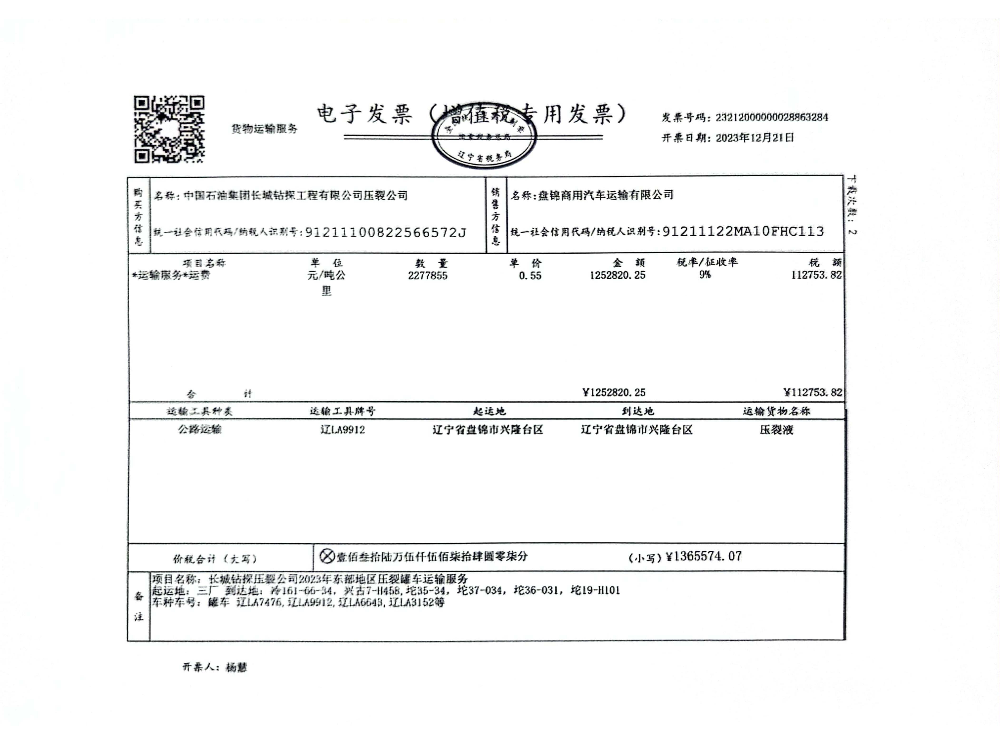 电子发票（增值税专用发票）
货物运输服务
国家税务总局
辽宁省税务局
发票号码：23212000000028863284
开票日期：2023年12月21日
下载次数：2
购买方信息
名称：中国石油集团长城钻探工程有限公司压裂公司
统一社会信用代码/纳税人识别号：91211100822566572J
销售方信息
名称：盘锦商用汽车运输有限公司
统一社会信用代码/纳税人识别号：91211122MA10FHC113
项目名称 单 位 数 量 单 价 金 额 税率/征收率 税 额
*运输服务*运费 元/吨公 2277855 0.55 1252820.25 9% 112753.82
里
合 计 ¥1252820.25 ¥112753.82
运输工具种类 运输工具牌号 起运地 到达地 运输货物名称
公路运输 辽LA9912 辽宁省盘锦市兴隆台区 辽宁省盘锦市兴隆台区 压裂液
价税合计（大写） ⊗壹佰叁拾陆万伍仟伍佰柒拾肆圆零柒分 （小写）¥1365574.07
备注
项目名称：长城钻探压裂公司2023年东部地区压裂罐车运输服务
起运地：三厂 到达地：冷161-66-34，兴古7-H458,坨35-34，坨37-034，坨36-031，坨19-H101
车种车号：罐车 辽LA7476,辽LA9912,辽LA6643,辽LA3152等
开票人：杨慧